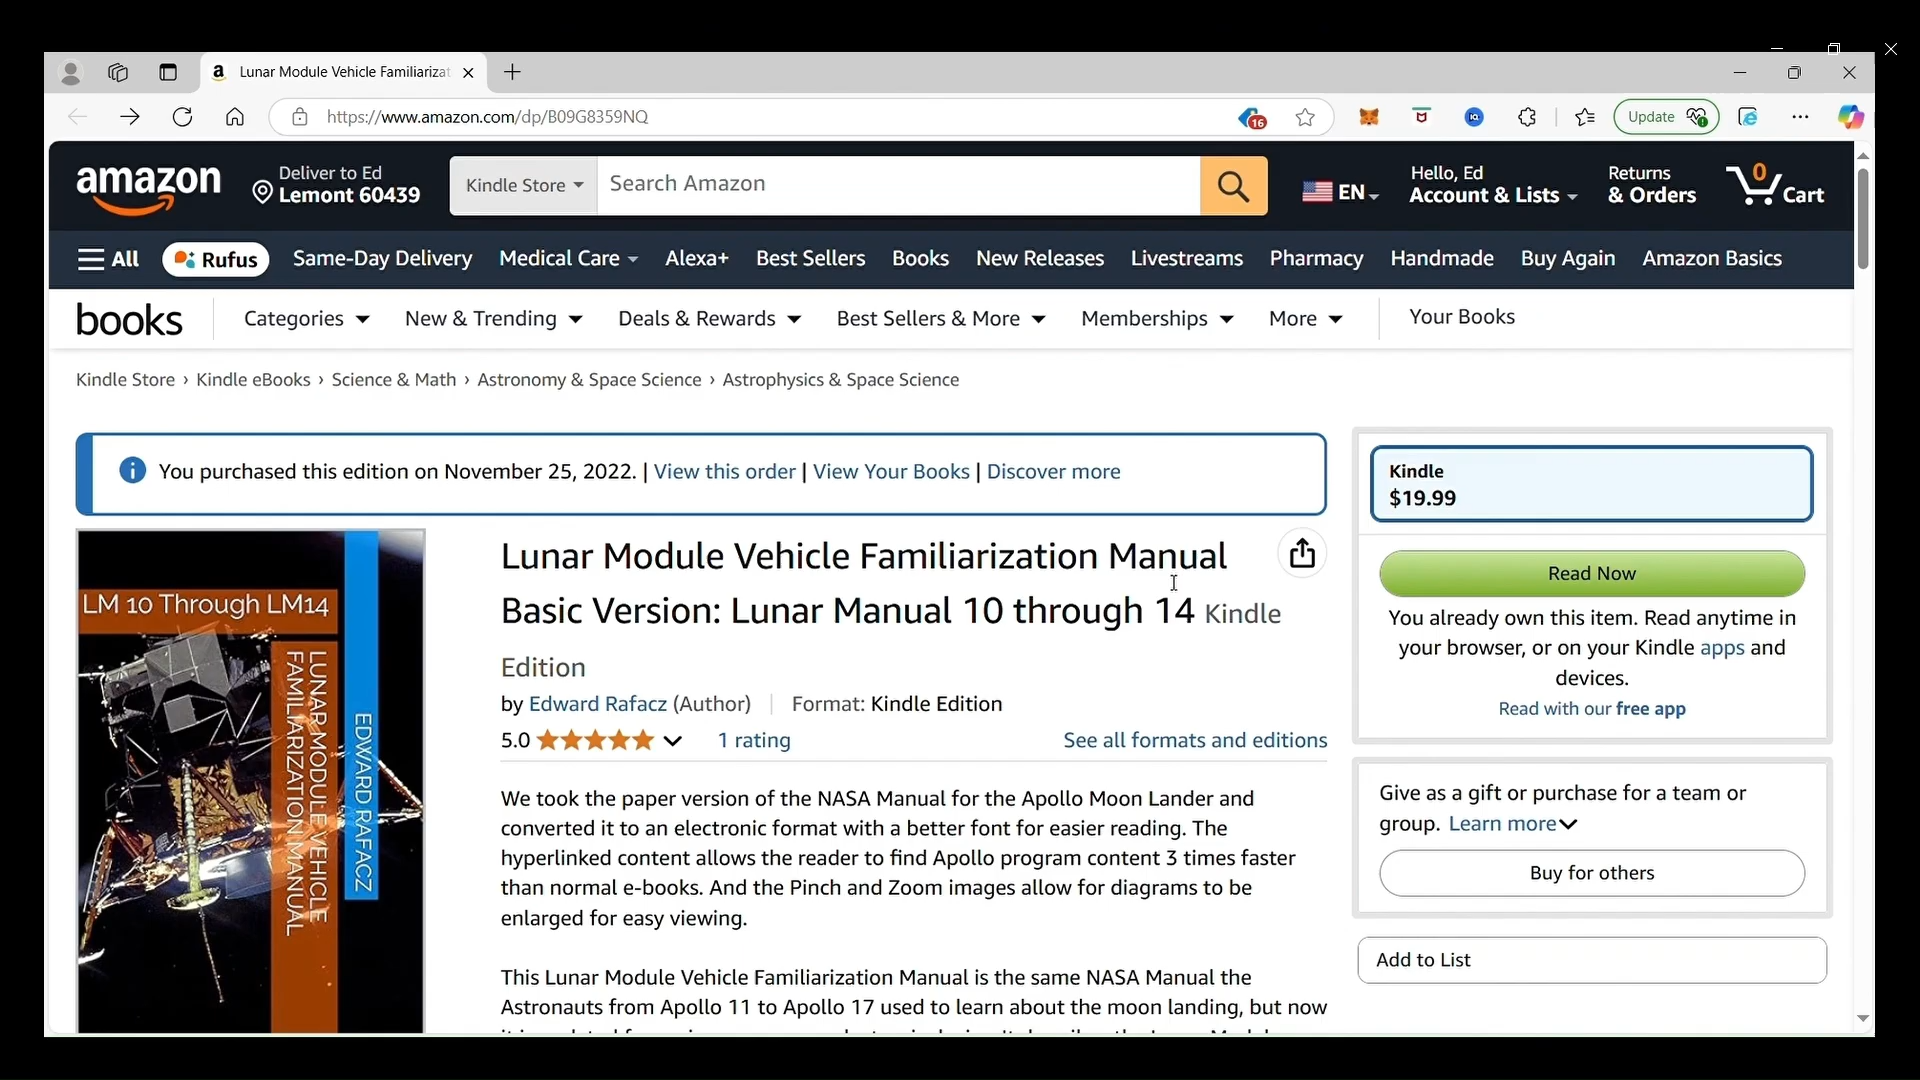 Lunar Module Vehicle Familiarizat
https://www.amazon.com/dp/B09G8359NQ
16
Update
amazon
Deliver to Ed
Lemont 60439
Kindle Store
Search Amazon
EN
Hello, Ed
Account & Lists
Returns
& Orders
0
Cart
All
Rufus
Same-Day Delivery
Medical Care
Alexa+
Best Sellers
Books
New Releases
Livestreams
Pharmacy
Handmade
Buy Again
Amazon Basics
books
Categories
New & Trending
Deals & Rewards
Best Sellers & More
Memberships
More
Your Books
Kindle Store › Kindle eBooks › Science & Math › Astronomy & Space Science › Astrophysics & Space Science
You purchased this edition on November 25, 2022. | View this order | View Your Books | Discover more
LM 10 Through LM14
LUNAR MODULE VEHICLE
FAMILIARIZATION MANUAL
EDWARD RAFACZ
Lunar Module Vehicle Familiarization Manual
Basic Version: Lunar Manual 10 through 14 Kindle
Edition
by Edward Rafacz (Author)
Format: Kindle Edition
5.0
1 rating
See all formats and editions
We took the paper version of the NASA Manual for the Apollo Moon Lander and
converted it to an electronic format with a better font for easier reading. The
hyperlinked content allows the reader to find Apollo program content 3 times faster
than normal e-books. And the Pinch and Zoom images allow for diagrams to be
enlarged for easy viewing.
This Lunar Module Vehicle Familiarization Manual is the same NASA Manual the
Astronauts from Apollo 11 to Apollo 17 used to learn about the moon landing, but now
Kindle
$19.99
Read Now
You already own this item. Read anytime in
your browser, or on your Kindle apps and
devices.
Read with our free app
Give as a gift or purchase for a team or
group. Learn more
Buy for others
Add to List